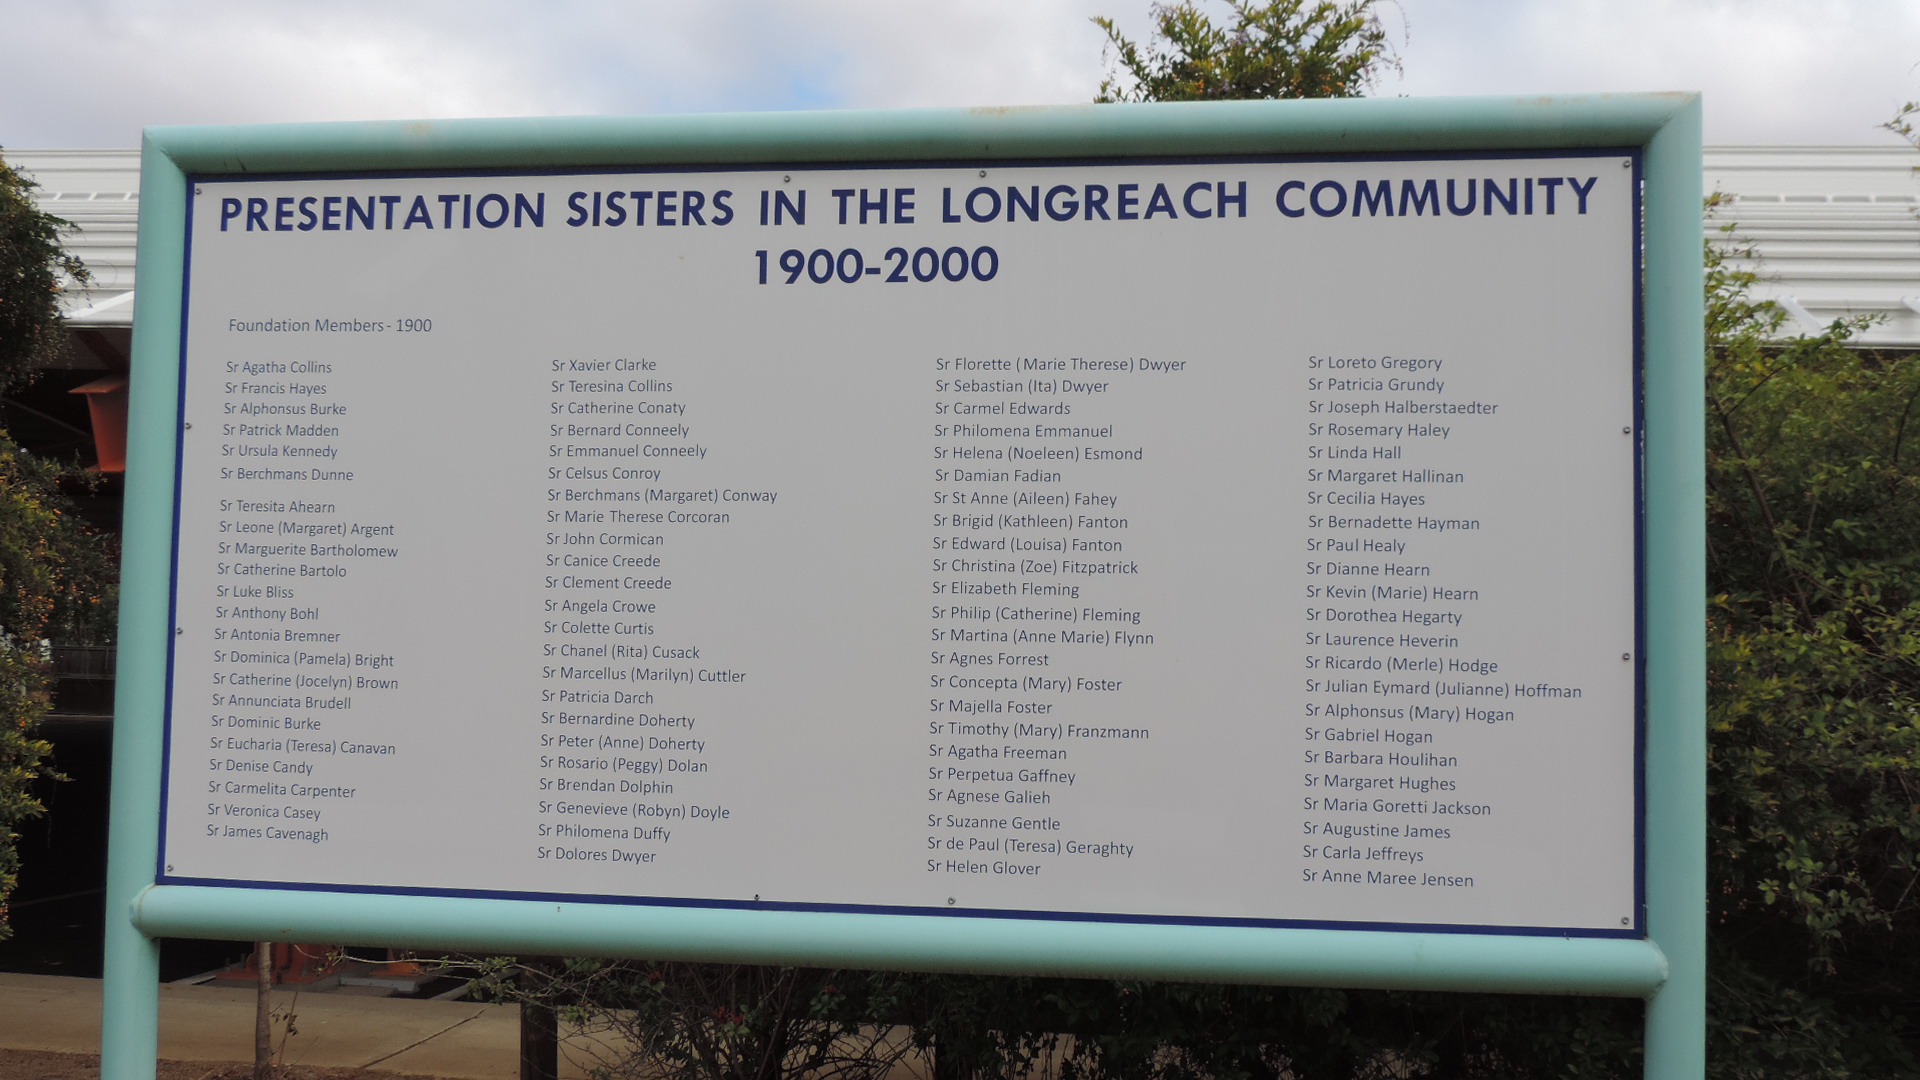 PRESENTATION SISTERS IN THE LONGREACH COMMUNITY
1900-2000
Foundation Members - 1900
Sr Agatha Collins
Sr Francis Hayes
Sr Alphonsus Burke
Sr Patrick Madden
Sr Ursula Kennedy
Sr Berchmans Dunne
Sr Teresita Ahearn
Sr Leone (Margaret) Argent
Sr Marguerite Bartholomew
Sr Catherine Bartolo
Sr Luke Bliss
Sr Anthony Bohl
Sr Antonia Bremner
Sr Dominica (Pamela) Bright
Sr Catherine (Jocelyn) Brown
Sr Annunciata Brudell
Sr Dominic Burke
Sr Eucharia (Teresa) Canavan
Sr Denise Candy
Sr Carmelita Carpenter
Sr Veronica Casey
Sr James Cavenagh
Sr Xavier Clarke
Sr Teresina Collins
Sr Catherine Conaty
Sr Bernard Conneely
Sr Emmanuel Conneely
Sr Celsus Conroy
Sr Berchmans (Margaret) Conway
Sr Marie Therese Corcoran
Sr John Cormican
Sr Canice Creede
Sr Clement Creede
Sr Angela Crowe
Sr Colette Curtis
Sr Chanel (Rita) Cusack
Sr Marcellus (Marilyn) Cuttler
Sr Patricia Darch
Sr Bernardine Doherty
Sr Peter (Anne) Doherty
Sr Rosario (Peggy) Dolan
Sr Brendan Dolphin
Sr Genevieve (Robyn) Doyle
Sr Philomena Duffy
Sr Dolores Dwyer
Sr Florette (Marie Therese) Dwyer
Sr Sebastian (Ita) Dwyer
Sr Carmel Edwards
Sr Philomena Emmanuel
Sr Helena (Noeleen) Esmond
Sr Damian Fadian
Sr St Anne (Aileen) Fahey
Sr Brigid (Kathleen) Fanton
Sr Edward (Louisa) Fanton
Sr Christina (Zoe) Fitzpatrick
Sr Elizabeth Fleming
Sr Philip (Catherine) Fleming
Sr Martina (Anne Marie) Flynn
Sr Agnes Forrest
Sr Concepta (Mary) Foster
Sr Majella Foster
Sr Timothy (Mary) Franzmann
Sr Agatha Freeman
Sr Perpetua Gaffney
Sr Agnese Galieh
Sr Suzanne Gentle
Sr de Paul (Teresa) Geraghty
Sr Helen Glover
Sr Loreto Gregory
Sr Patricia Grundy
Sr Joseph Halberstaedter
Sr Rosemary Haley
Sr Linda Hall
Sr Margaret Hallinan
Sr Cecilia Hayes
Sr Bernadette Hayman
Sr Paul Healy
Sr Dianne Hearn
Sr Kevin (Marie) Hearn
Sr Dorothea Hegarty
Sr Laurence Heverin
Sr Ricardo (Merle) Hodge
Sr Julian Eymard (Julianne) Hoffman
Sr Alphonsus (Mary) Hogan
Sr Gabriel Hogan
Sr Barbara Houlihan
Sr Margaret Hughes
Sr Maria Goretti Jackson
Sr Augustine James
Sr Carla Jeffreys
Sr Anne Maree Jensen